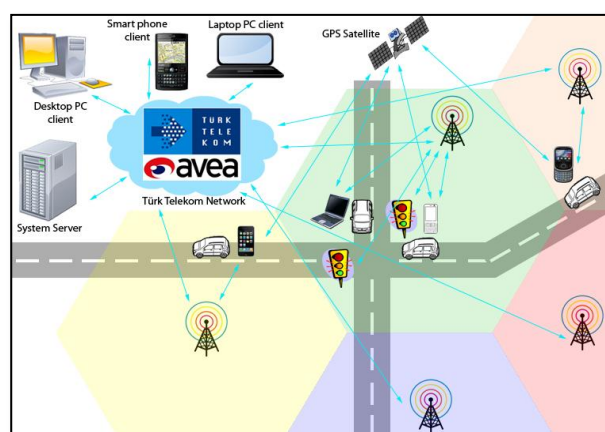 Smart phone
client
Laptop PC client
GPS Satellite
Desktop PC
client
TÜRK
TELE
KOM
avea
System Server
Türk Telekom Network